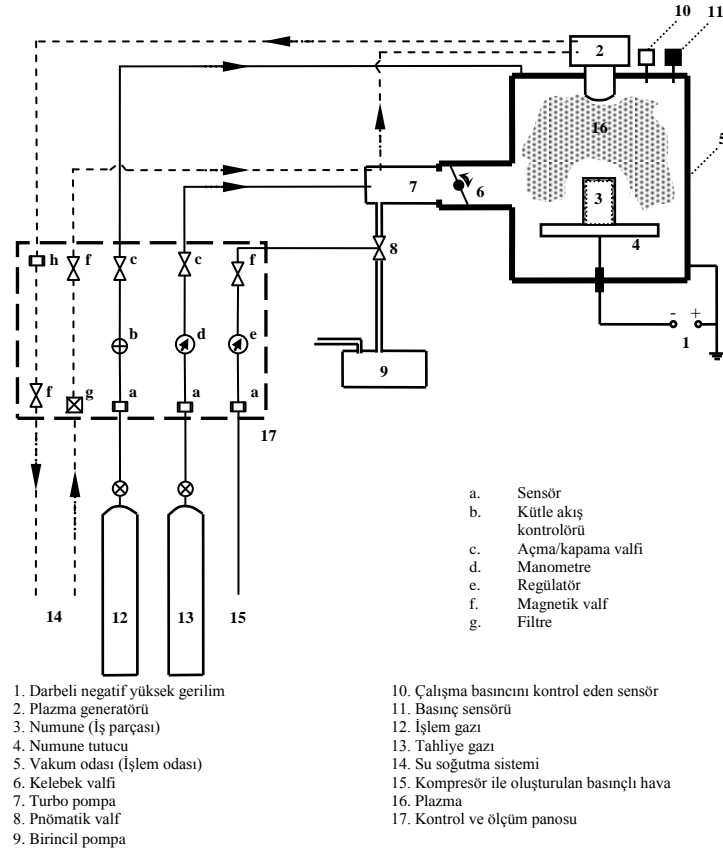 10
11
2
16
5
3
7
6
4
8
h
f
c
c
f
b
d
e
- +
1
9
f
g
a
a
a
17
14
12
13
15
a. Sensör
b. Kütle akış
kontrolörü
c. Açma/kapama valfi
d. Manometre
e. Regülatör
f. Magnetik valf
g. Filtre
1. Darbeli negatif yüksek gerilim
2. Plazma generatörü
3. Numune (İş parçası)
4. Numune tutucu
5. Vakum odası (İşlem odası)
6. Kelebek valfi
7. Turbo pompa
8. Pnömatik valf
9. Birincil pompa
10. Çalışma basıncını kontrol eden sensör
11. Basınç sensörü
12. İşlem gazı
13. Tahliye gazı
14. Su soğutma sistemi
15. Kompresör ile oluşturulan basınçlı hava
16. Plazma
17. Kontrol ve ölçüm panosu